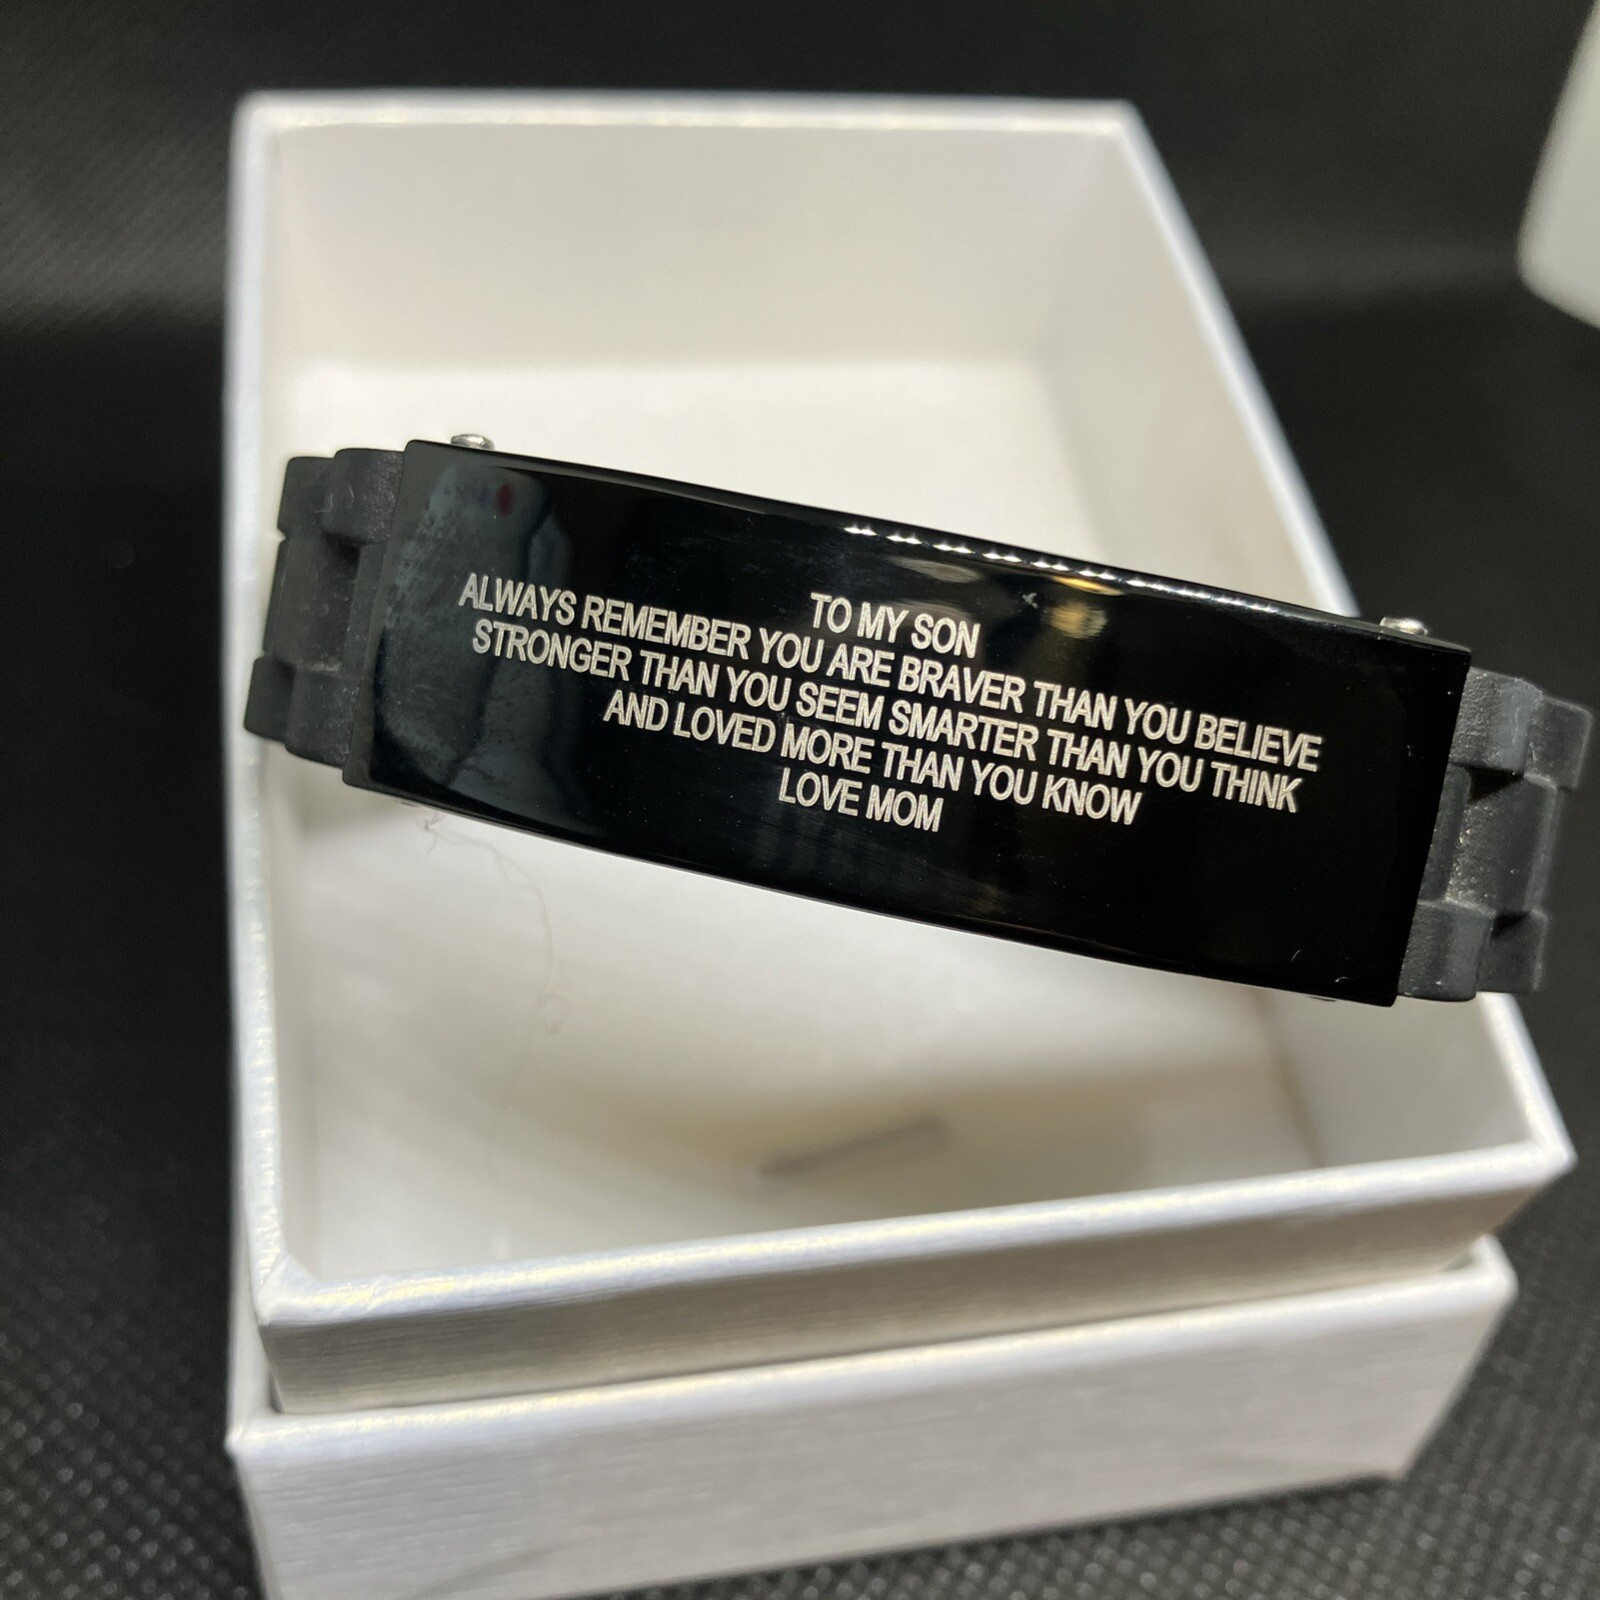 TO MY SON
ALWAYS REMEMBER YOU ARE BRAVER THAN YOU BELIEVE
STRONGER THAN YOU SEEM SMARTER THAN YOU THINK
AND LOVED MORE THAN YOU KNOW
LOVE MOM